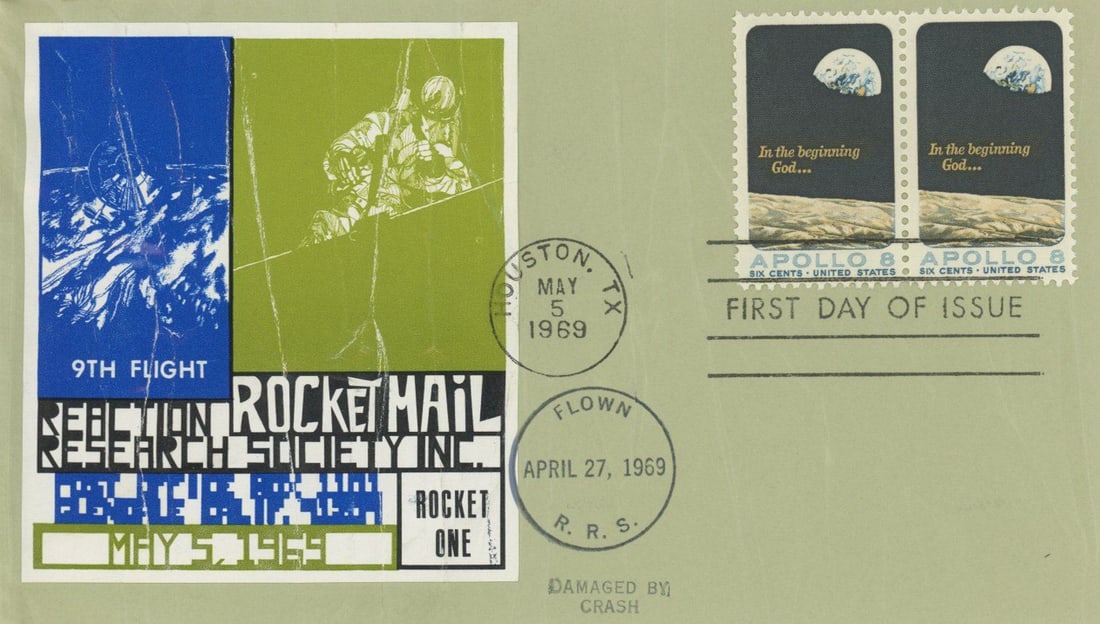 9TH FLIGHT
ROCKET MAIL
REACTION
RESEARCH SOCIETY INC.
MAY 5, 1969
ROCKET
ONE
HOUSTON, TX
MAY
5
1969
FLOWN
APRIL 27, 1969
R. R. S.
DAMAGED BY
CRASH
In the beginning
God...
APOLLO 8
SIX CENTS · UNITED STATES
In the beginning
God...
APOLLO 8
SIX CENTS · UNITED STATES
FIRST DAY OF ISSUE